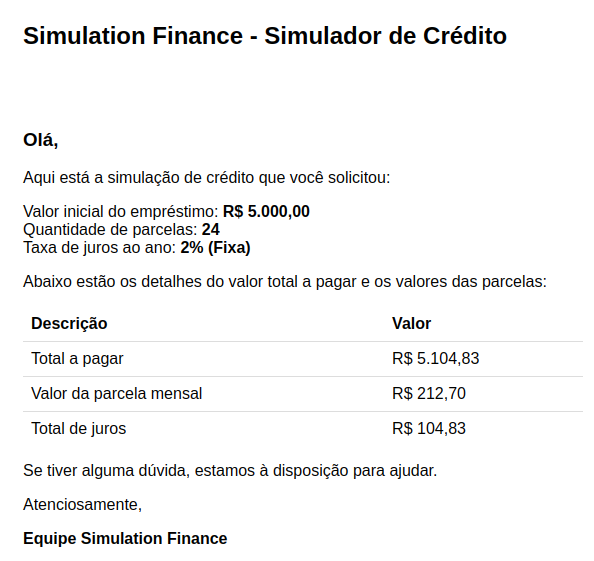 Simulation Finance - Simulador de Crédito
Olá,
Aqui está a simulação de crédito que você solicitou:
Valor inicial do empréstimo: R$ 5.000,00
Quantidade de parcelas: 24
Taxa de juros ao ano: 2% (Fixa)
Abaixo estão os detalhes do valor total a pagar e os valores das parcelas:
Descrição Valor
Total a pagar R$ 5.104,83
Valor da parcela mensal R$ 212,70
Total de juros R$ 104,83
Se tiver alguma dúvida, estamos à disposição para ajudar.
Atenciosamente,
Equipe Simulation Finance